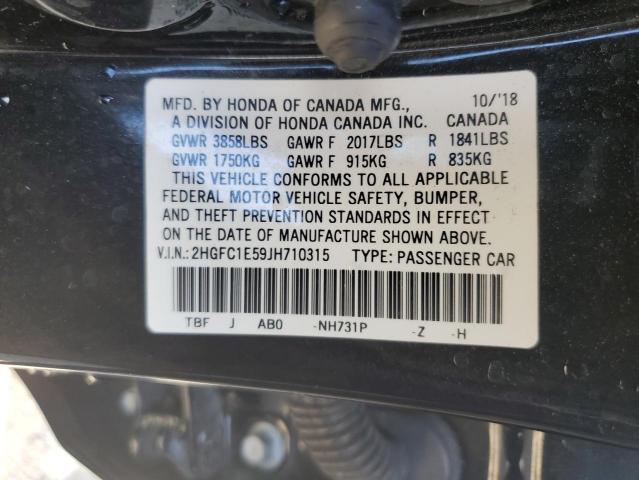 MFD. BY HONDA OF CANADA MFG., 10/'18
A DIVISION OF HONDA CANADA INC. CANADA
GVWR 3858LBS GAWR F 2017LBS R 1841LBS
GVWR 1750KG GAWR F 915KG R 835KG
THIS VEHICLE CONFORMS TO ALL APPLICABLE
FEDERAL MOTOR VEHICLE SAFETY, BUMPER,
AND THEFT PREVENTION STANDARDS IN EFFECT
ON THE DATE OF MANUFACTURE SHOWN ABOVE.
V.I.N.: 2HGFC1E59JH710315 TYPE: PASSENGER CAR
TBF J AB0 -NH731P -Z -H